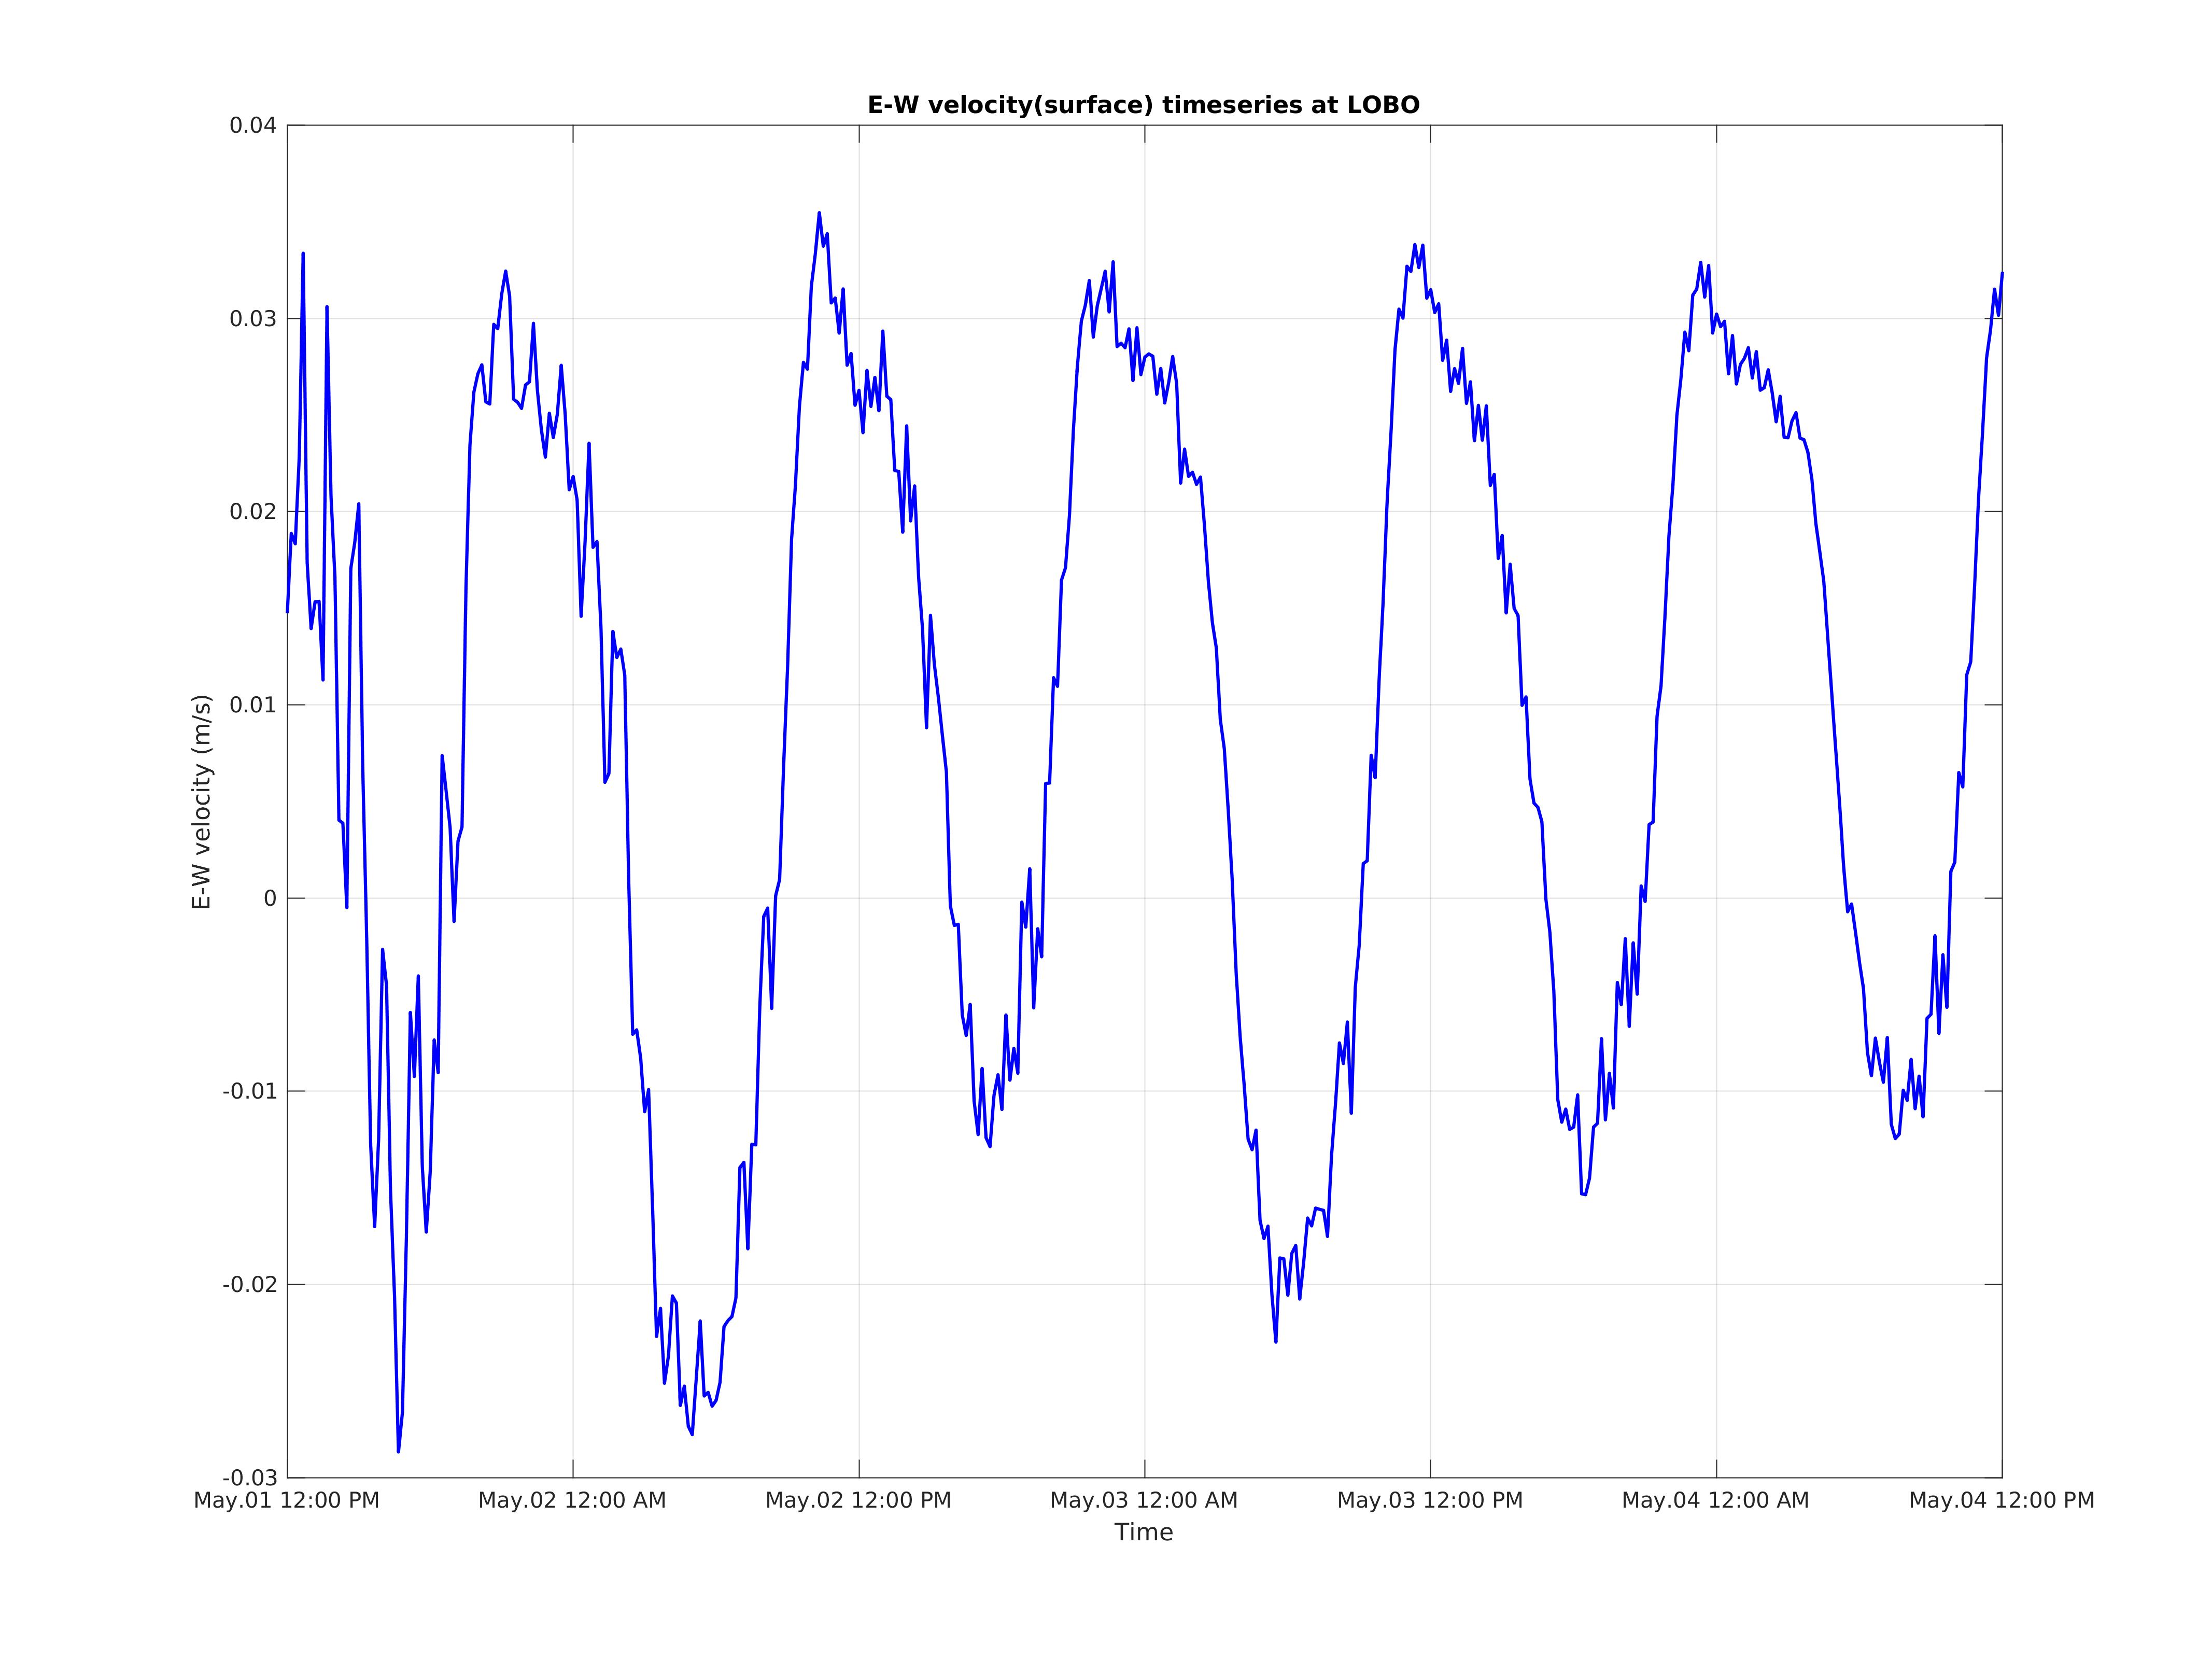 E-W velocity(surface) timeseries at LOBO
0.04
0.03
0.02
0.01
0
-0.01
-0.02
-0.03
E-W velocity (m/s)
May.01 12:00 PM
May.02 12:00 AM
May.02 12:00 PM
May.03 12:00 AM
May.03 12:00 PM
May.04 12:00 AM
May.04 12:00 PM
Time